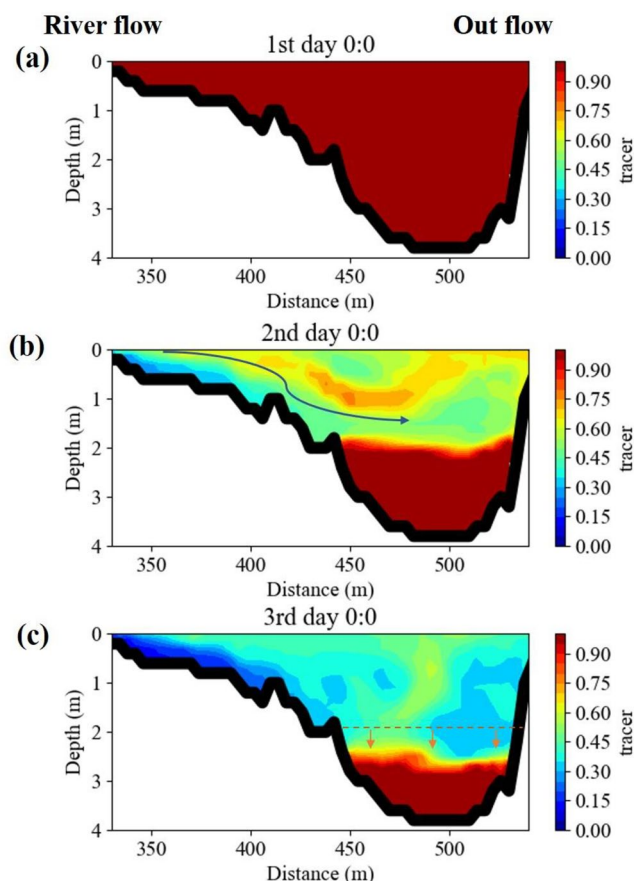 River flow
Out flow
(a)
1st day 0:0
0
1
2
3
4
Depth (m)
350
400
450
500
Distance (m)
0.90
0.75
0.60
0.45
0.30
0.15
0.00
tracer
(b)
2nd day 0:0
0
1
2
3
4
Depth (m)
350
400
450
500
Distance (m)
0.90
0.75
0.60
0.45
0.30
0.15
0.00
tracer
(c)
3rd day 0:0
0
1
2
3
4
Depth (m)
350
400
450
500
Distance (m)
0.90
0.75
0.60
0.45
0.30
0.15
0.00
tracer